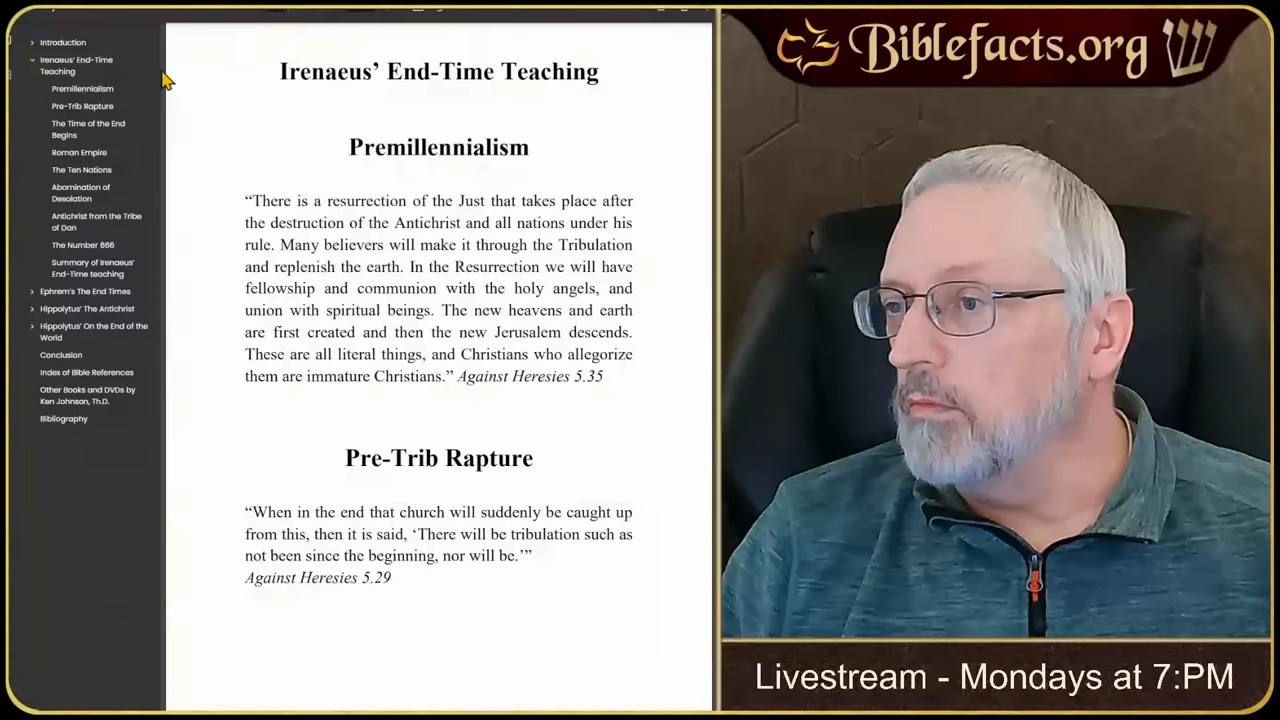 Introduction
Irenaeus' End-Time
Teaching
Premillennialism
Pre-Trib Rapture
The Time of the End
Begins
Roman Empire
The Ten Nations
Abomination of
Desolation
Antichrist from the Tribe
of Dan
The Number 666
Summary of Irenaeus'
End-Time teaching
Ephrem's The End Times
Hippolytus' The Antichrist
Hippolytus' On the End of the
World
Conclusion
Index of Bible References
Other Books and DVDs by
Ken Johnson, Th.D.
Bibliography
Irenaeus’ End-Time Teaching
Premillennialism
“There is a resurrection of the Just that takes place after
the destruction of the Antichrist and all nations under his
rule. Many believers will make it through the Tribulation
and replenish the earth. In the Resurrection we will have
fellowship and communion with the holy angels, and
union with spiritual beings. The new heavens and earth
are first created and then the new Jerusalem descends.
These are all literal things, and Christians who allegorize
them are immature Christians.” Against Heresies 5.35
Pre-Trib Rapture
“When in the end that church will suddenly be caught up
from this, then it is said, ‘There will be tribulation such as
not been since the beginning, nor will be.’”
Against Heresies 5.29
Biblefacts.org
Livestream - Mondays at 7:PM